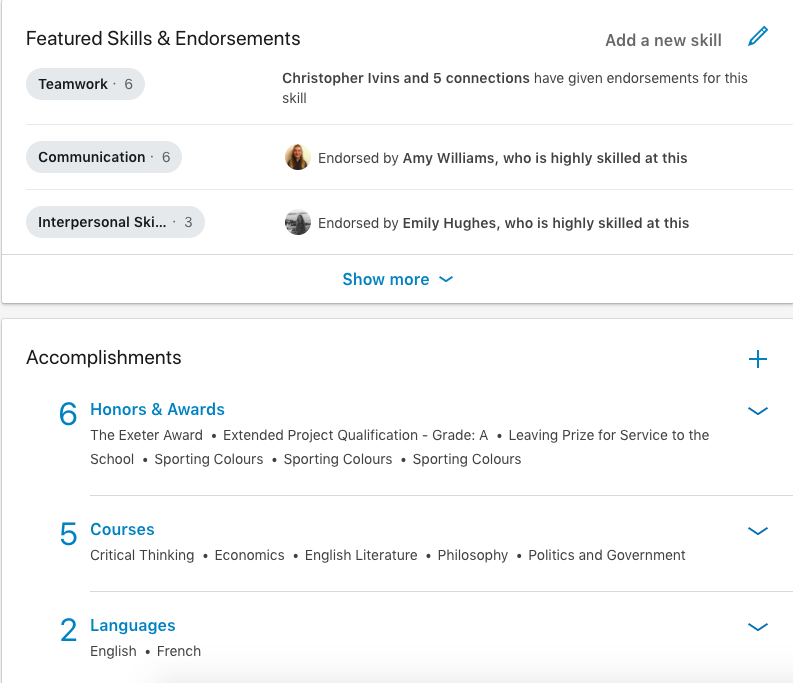 Featured Skills & Endorsements
Add a new skill
Teamwork · 6
Christopher Ivins and 5 connections have given endorsements for this
skill
Communication · 6
Endorsed by Amy Williams, who is highly skilled at this
Interpersonal Ski... · 3
Endorsed by Emily Hughes, who is highly skilled at this
Show more
Accomplishments
6 Honors & Awards
The Exeter Award • Extended Project Qualification - Grade: A • Leaving Prize for Service to the
School • Sporting Colours • Sporting Colours • Sporting Colours
5 Courses
Critical Thinking • Economics • English Literature • Philosophy • Politics and Government
2 Languages
English • French